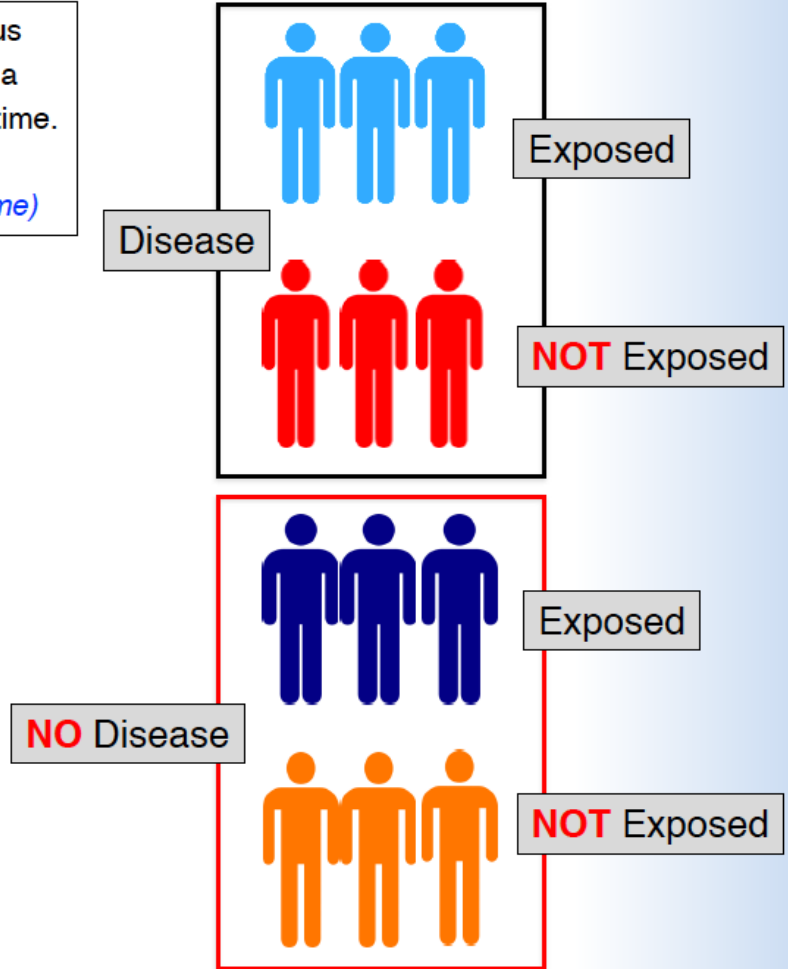 us
a
time.
me)
Exposed
Disease
NOT Exposed
Exposed
NO Disease
NOT Exposed